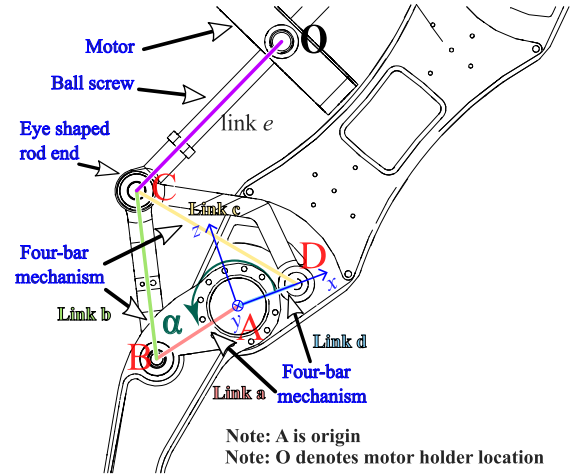 Motor
O
Ball screw
link e
Eye shaped
rod end
C
Link c
z
Four-bar
mechanism
D
x
Link b
α
y
A
B
Link d
Link a
Four-bar
mechanism
Note: A is origin
Note: O denotes motor holder location